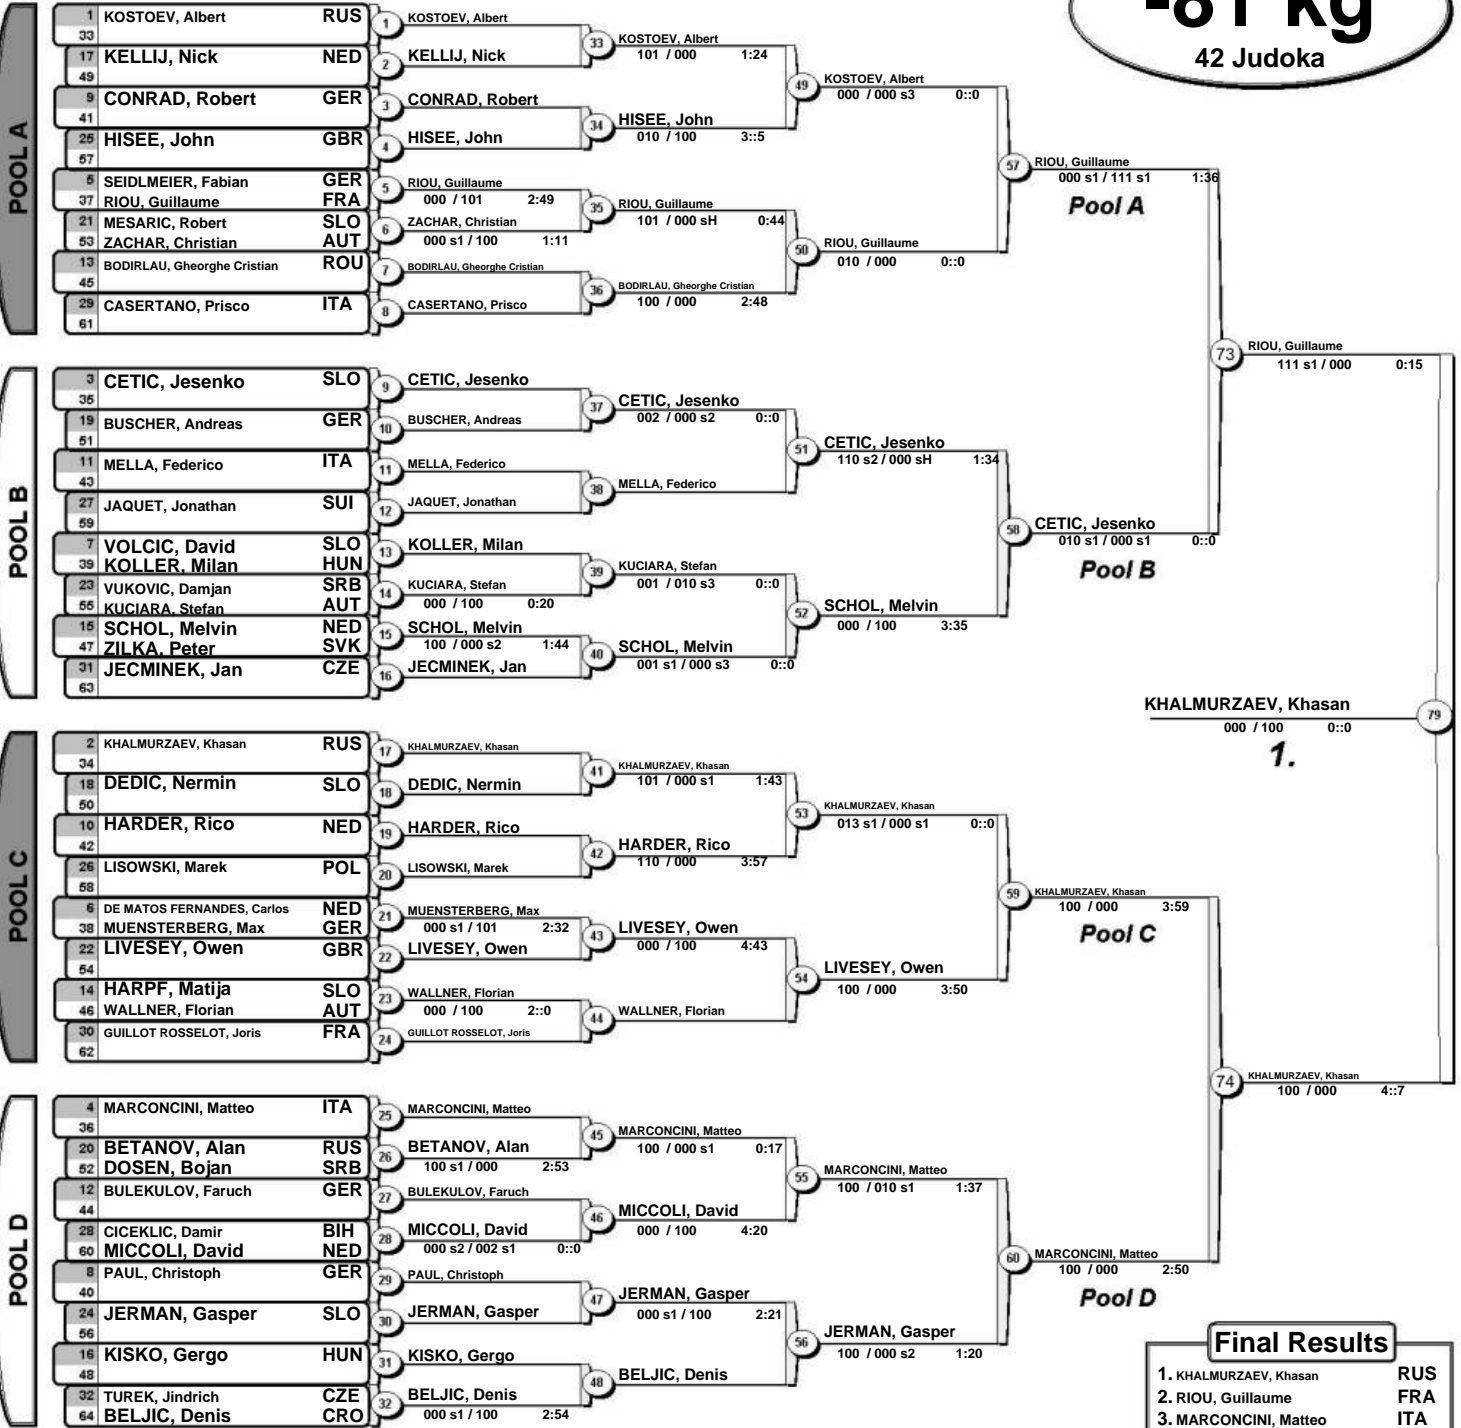 -81 kg
42 Judoka
POOL A
1 KOSTOEV, Albert RUS
33
17 KELLIJ, Nick NED
49
9 CONRAD, Robert GER
41
25 HISEE, John GBR
57
5 SEIDLMEIER, Fabian GER
37 RIOU, Guillaume FRA
21 MESARIC, Robert SLO
53 ZACHAR, Christian AUT
13 BODIRLAU, Gheorghe Cristian ROU
45
29 CASERTANO, Prisco ITA
61
1 KOSTOEV, Albert
2 KELLIJ, Nick
3 CONRAD, Robert
4 HISEE, John
5 RIOU, Guillaume
000 / 101 2:49
6 ZACHAR, Christian
000 s1 / 100 1:11
7 BODIRLAU, Gheorghe Cristian
8 CASERTANO, Prisco
33 KOSTOEV, Albert
101 / 000 1:24
34 HISEE, John
010 / 100 3::5
35 RIOU, Guillaume
101 / 000 sH 0:44
36 BODIRLAU, Gheorghe Cristian
100 / 000 2:48
49 KOSTOEV, Albert
000 / 000 s3 0::0
50 RIOU, Guillaume
010 / 000 0::0
57 RIOU, Guillaume
000 s1 / 111 s1 1:36
Pool A
POOL B
3 CETIC, Jesenko SLO
35
19 BUSCHER, Andreas GER
51
11 MELLA, Federico ITA
43
27 JAQUET, Jonathan SUI
59
7 VOLCIC, David SLO
39 KOLLER, Milan HUN
23 VUKOVIC, Damjan SRB
55 KUCIARA, Stefan AUT
15 SCHOL, Melvin NED
47 ZILKA, Peter SVK
31 JECMINEK, Jan CZE
63
9 CETIC, Jesenko
10 BUSCHER, Andreas
11 MELLA, Federico
12 JAQUET, Jonathan
13 KOLLER, Milan
14 KUCIARA, Stefan
000 / 100 0:20
15 SCHOL, Melvin
100 / 000 s2 1:44
16 JECMINEK, Jan
37 CETIC, Jesenko
002 / 000 s2 0::0
38 MELLA, Federico
39 KUCIARA, Stefan
001 / 010 s3 0::0
40 SCHOL, Melvin
001 s1 / 000 s3 0::0
51 CETIC, Jesenko
110 s2 / 000 sH 1:34
52 SCHOL, Melvin
000 / 100 3:35
58 CETIC, Jesenko
010 s1 / 000 s1 0::0
Pool B
73 RIOU, Guillaume
111 s1 / 000 0:15
KHALMURZAEV, Khasan 79
000 / 100 0::0
1.
POOL C
2 KHALMURZAEV, Khasan RUS
34
18 DEDIC, Nermin SLO
50
10 HARDER, Rico NED
42
26 LISOWSKI, Marek POL
58
6 DE MATOS FERNANDES, Carlos NED
38 MUENSTERBERG, Max GER
22 LIVESEY, Owen GBR
54
14 HARPF, Matija SLO
46 WALLNER, Florian AUT
30 GUILLOT ROSSELOT, Joris FRA
62
17 KHALMURZAEV, Khasan
18 DEDIC, Nermin
19 HARDER, Rico
20 LISOWSKI, Marek
21 MUENSTERBERG, Max
000 s1 / 101 2:32
22 LIVESEY, Owen
23 WALLNER, Florian
000 / 100 2::0
24 GUILLOT ROSSELOT, Joris
41 KHALMURZAEV, Khasan
101 / 000 s1 1:43
42 HARDER, Rico
110 / 000 3:57
43 LIVESEY, Owen
000 / 100 4:43
44 WALLNER, Florian
53 KHALMURZAEV, Khasan
013 s1 / 000 s1 0::0
54 LIVESEY, Owen
100 / 000 3:50
59 KHALMURZAEV, Khasan
100 / 000 3:59
Pool C
POOL D
4 MARCONCINI, Matteo ITA
36
20 BETANOV, Alan RUS
52 DOSEN, Bojan SRB
12 BULEKULOV, Faruch GER
44
28 CICEKLIC, Damir BIH
60 MICCOLI, David NED
8 PAUL, Christoph GER
40
24 JERMAN, Gasper SLO
56
16 KISKO, Gergo HUN
48
32 TUREK, Jindrich CZE
64 BELJIC, Denis CRO
25 MARCONCINI, Matteo
26 BETANOV, Alan
100 s1 / 000 2:53
27 BULEKULOV, Faruch
28 MICCOLI, David
000 s2 / 002 s1 0::0
29 PAUL, Christoph
30 JERMAN, Gasper
31 KISKO, Gergo
32 BELJIC, Denis
000 s1 / 100 2:54
45 MARCONCINI, Matteo
100 / 000 s1 0:17
46 MICCOLI, David
000 / 100 4:20
47 JERMAN, Gasper
000 s1 / 100 2:21
48 BELJIC, Denis
55 MARCONCINI, Matteo
100 / 010 s1 1:37
56 JERMAN, Gasper
100 / 000 s2 1:20
60 MARCONCINI, Matteo
100 / 000 2:50
Pool D
74 KHALMURZAEV, Khasan
100 / 000 4::7
Final Results
1. KHALMURZAEV, Khasan RUS
2. RIOU, Guillaume FRA
3. MARCONCINI, Matteo ITA